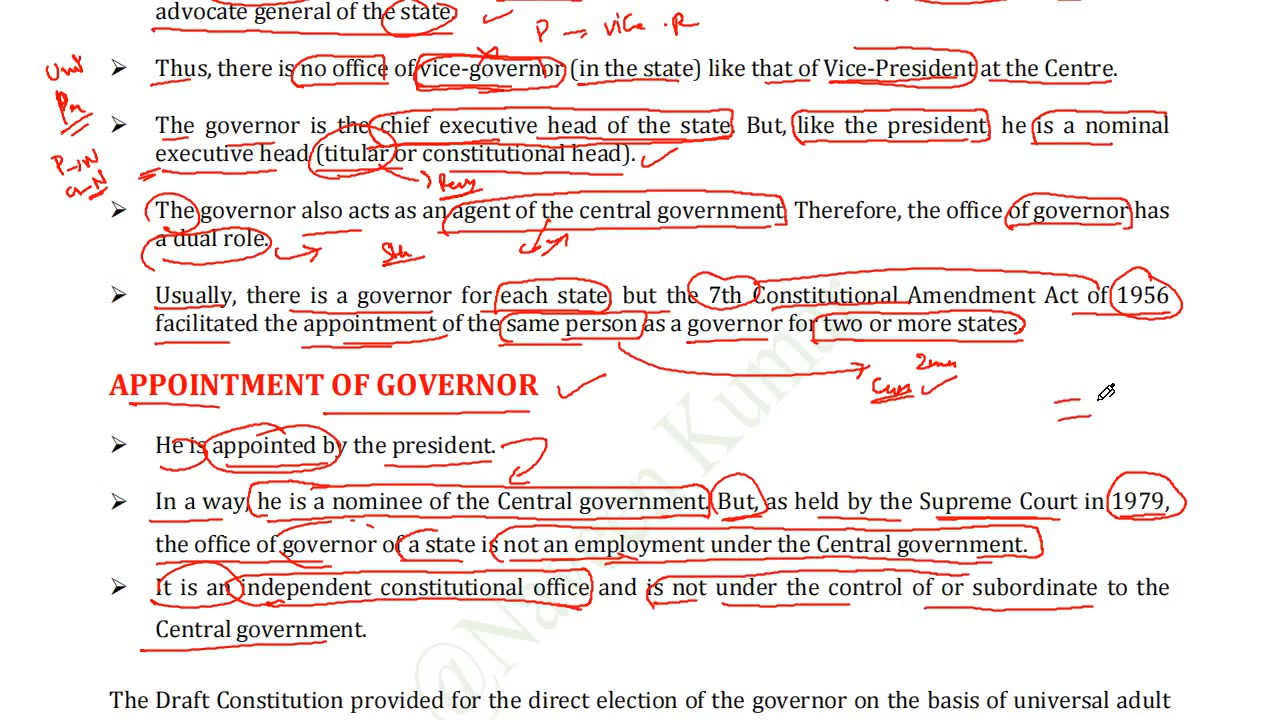 advocate general of the state.
P → vice . P
➢ Thus, there is no office of vice-governor (in the state) like that of Vice-President at the Centre.
➢ The governor is the chief executive head of the state. But, like the president, he is a nominal
executive head (titular or constitutional head).
P → N
G → N
➢ The governor also acts as an agent of the central government. Therefore, the office of governor has
a dual role.
➢ Usually, there is a governor for each state, but the 7th Constitutional Amendment Act of 1956
facilitated the appointment of the same person as a governor for two or more states.
APPOINTMENT OF GOVERNOR
➢ He is appointed by the president.
➢ In a way, he is a nominee of the Central government. But, as held by the Supreme Court in 1979,
the office of governor of a state is not an employment under the Central government.
➢ It is an independent constitutional office and is not under the control of or subordinate to the
Central government.
The Draft Constitution provided for the direct election of the governor on the basis of universal adult
@Naveen Kumar